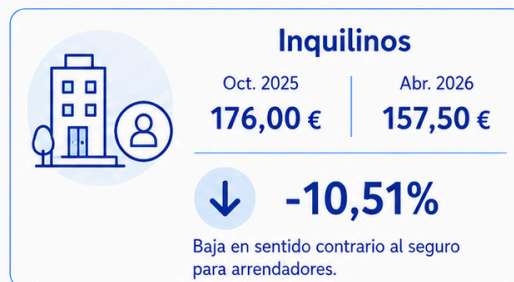 Inquilinos
Oct. 2025
176,00 €
Abr. 2026
157,50 €
-10,51%
Baja en sentido contrario al seguro
para arrendadores.